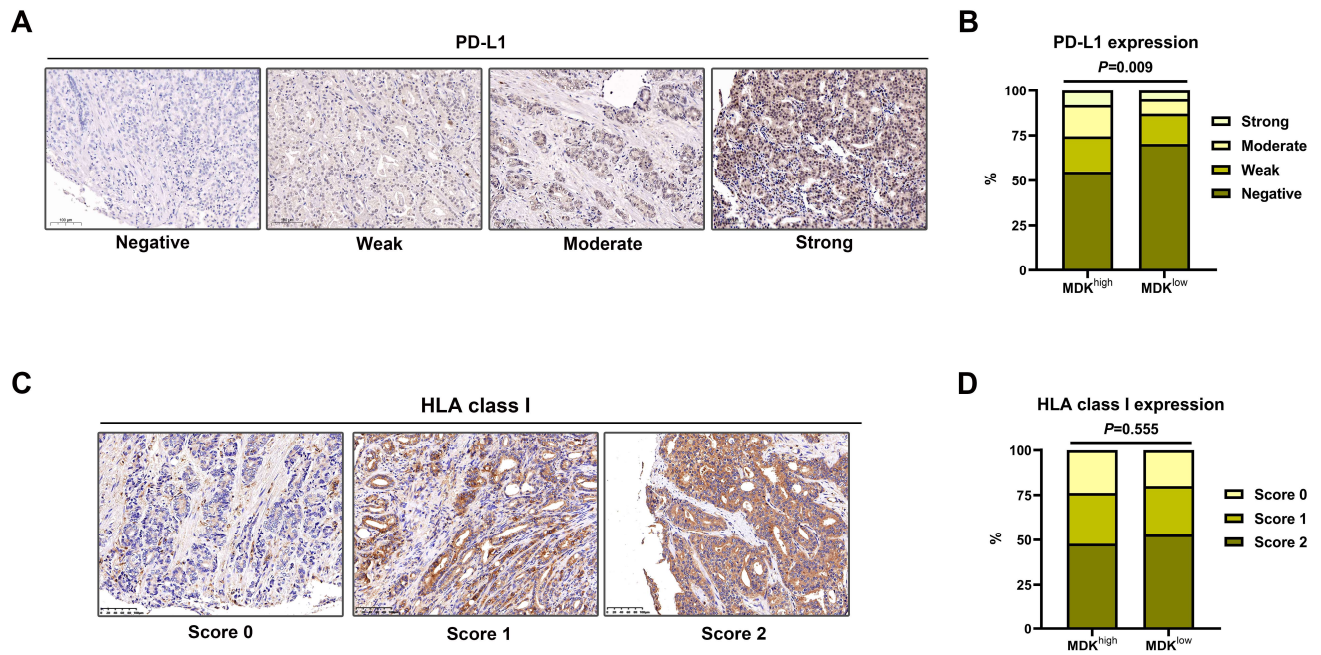 A
PD-L1
100 μm
Negative
Weak
Moderate
Strong
B
PD-L1 expression
P=0.009
100
75
50
25
0
%
MDKhigh
MDKlow
Strong
Moderate
Weak
Negative
C
HLA class I
Score 0
Score 1
Score 2
D
HLA class I expression
P=0.555
100
75
50
25
0
%
MDKhigh
MDKlow
Score 0
Score 1
Score 2